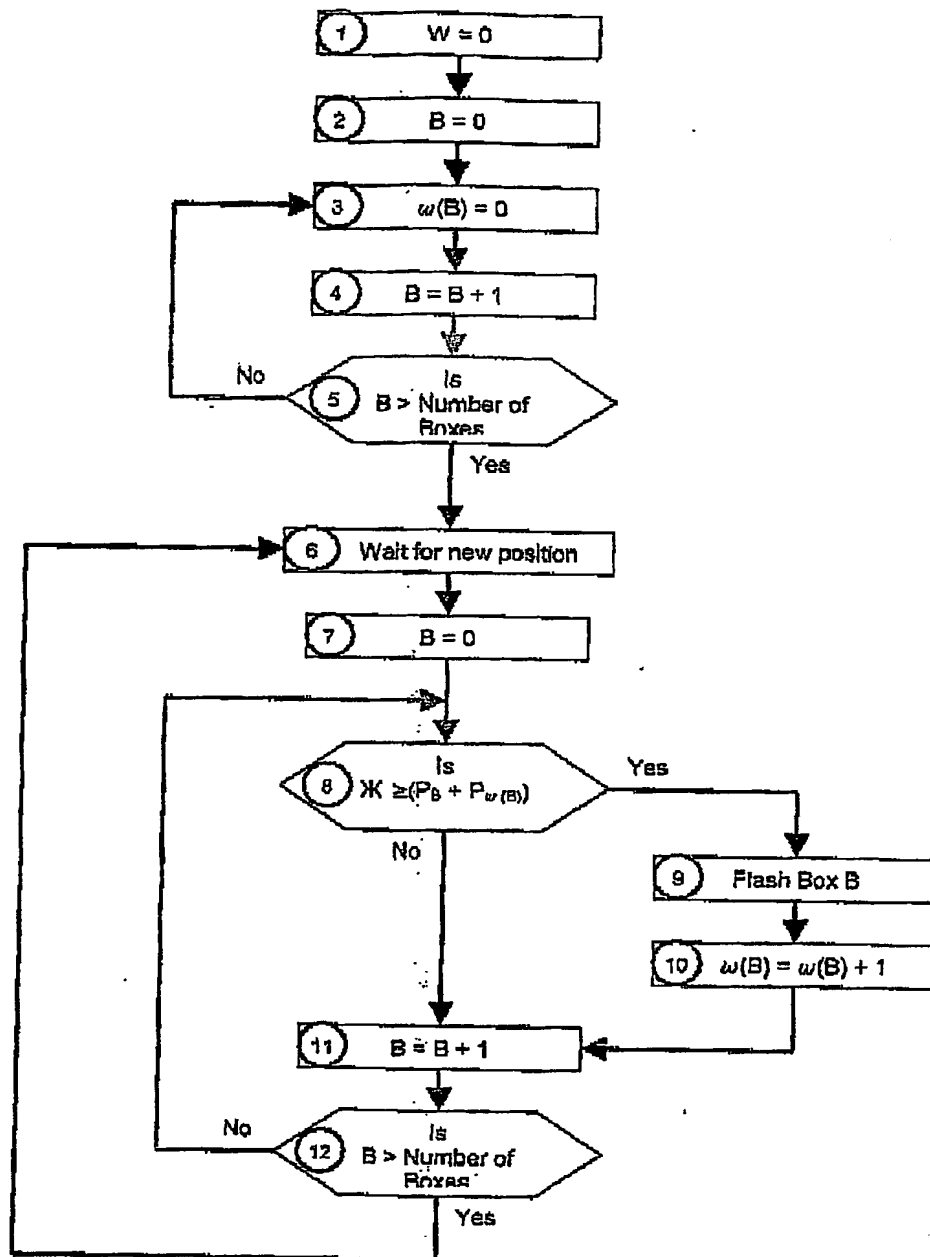 1 W = 0
2 B = 0
3 ω(B) = 0
4 B = B + 1
No
Is
5 B > Number of
Boxes
Yes
6 Wait for new position
7 B = 0
Is
8 Ж ≥(P_B + P_ω(B))
Yes
No
9 Flash Box B
10 ω(B) = ω(B) + 1
11 B = B + 1
No
Is
12 B > Number of
Boxes
Yes